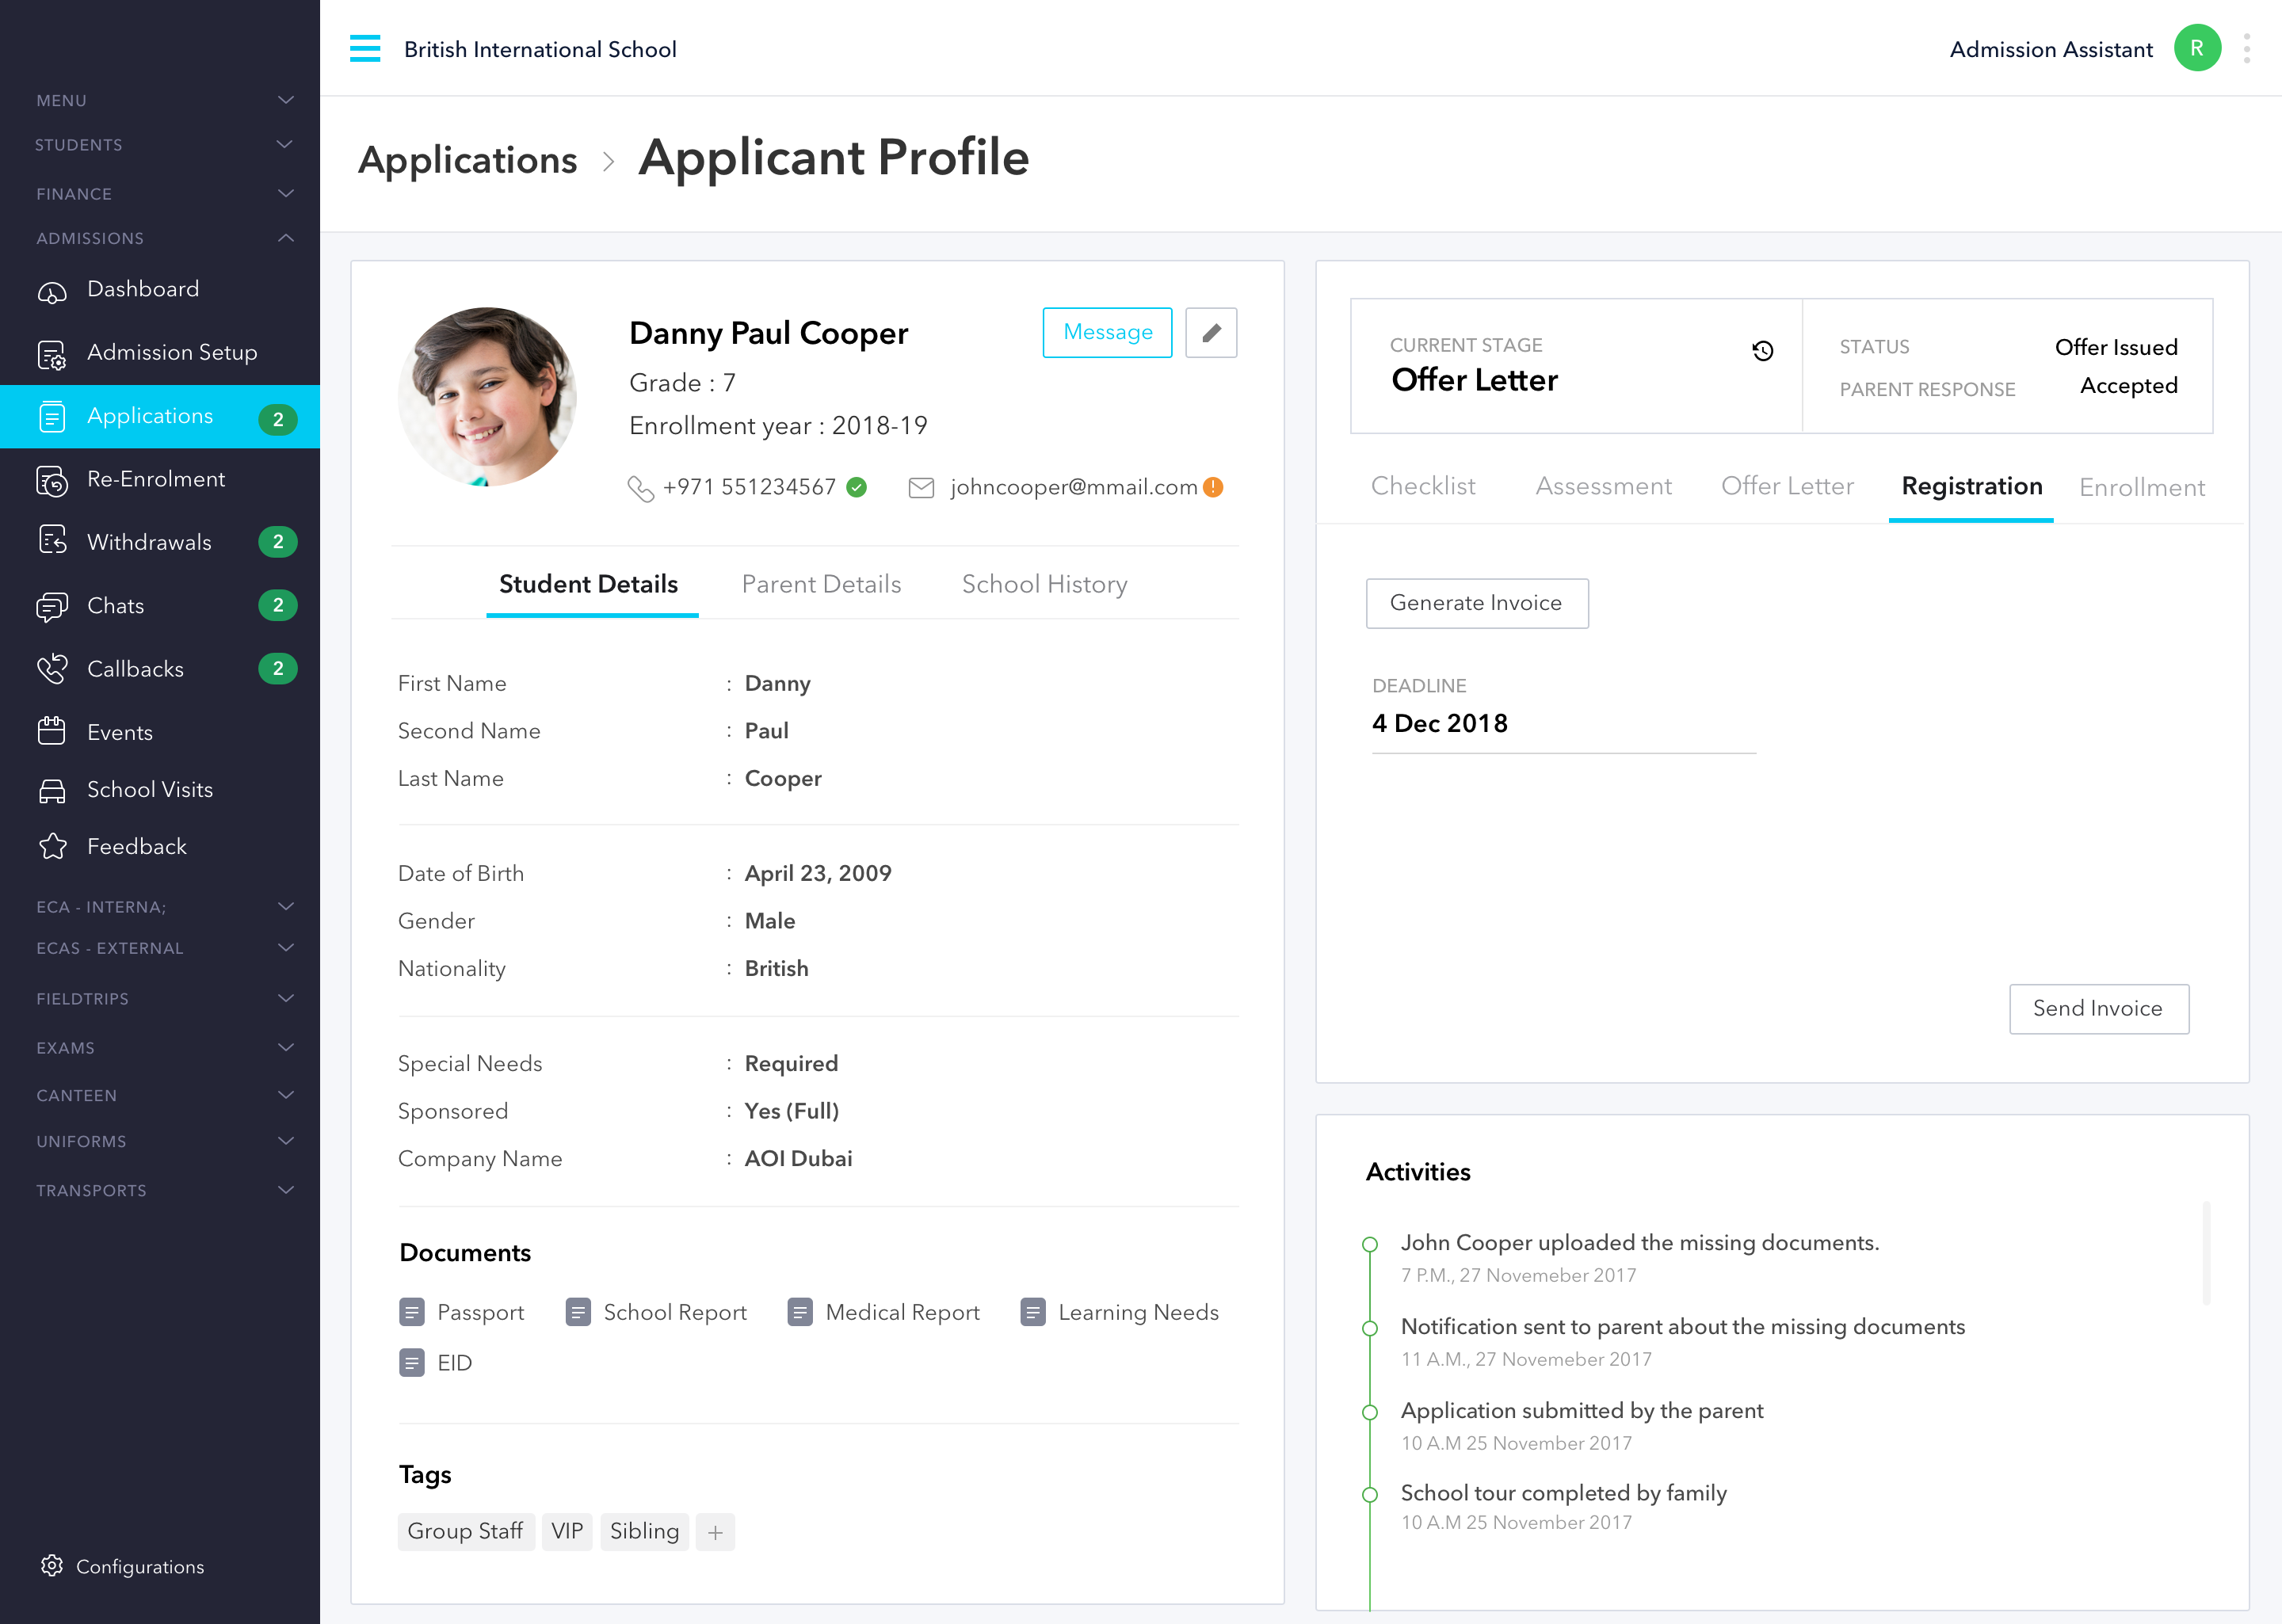 British International School
Admission Assistant
R
MENU
STUDENTS
FINANCE
ADMISSIONS
Dashboard
Admission Setup
Applications 2
Re-Enrolment
Withdrawals 2
Chats 2
Callbacks 2
Events
School Visits
Feedback
ECA - INTERNA;
ECAS - EXTERNAL
FIELDTRIPS
EXAMS
CANTEEN
UNIFORMS
TRANSPORTS
Configurations
Applications > Applicant Profile
Danny Paul Cooper
Message
Grade : 7
Enrollment year : 2018-19
+971 551234567
johncooper@mmail.com
Student Details Parent Details School History
First Name : Danny
Second Name : Paul
Last Name : Cooper
Date of Birth : April 23, 2009
Gender : Male
Nationality : British
Special Needs : Required
Sponsored : Yes (Full)
Company Name : AOI Dubai
Documents
Passport School Report Medical Report Learning Needs
EID
Tags
Group Staff VIP Sibling +
CURRENT STAGE
Offer Letter
STATUS Offer Issued
PARENT RESPONSE Accepted
Checklist Assessment Offer Letter Registration Enrollment
Generate Invoice
DEADLINE
4 Dec 2018
Send Invoice
Activities
John Cooper uploaded the missing documents.
7 P.M., 27 Novemeber 2017
Notification sent to parent about the missing documents
11 A.M., 27 Novemeber 2017
Application submitted by the parent
10 A.M 25 November 2017
School tour completed by family
10 A.M 25 November 2017